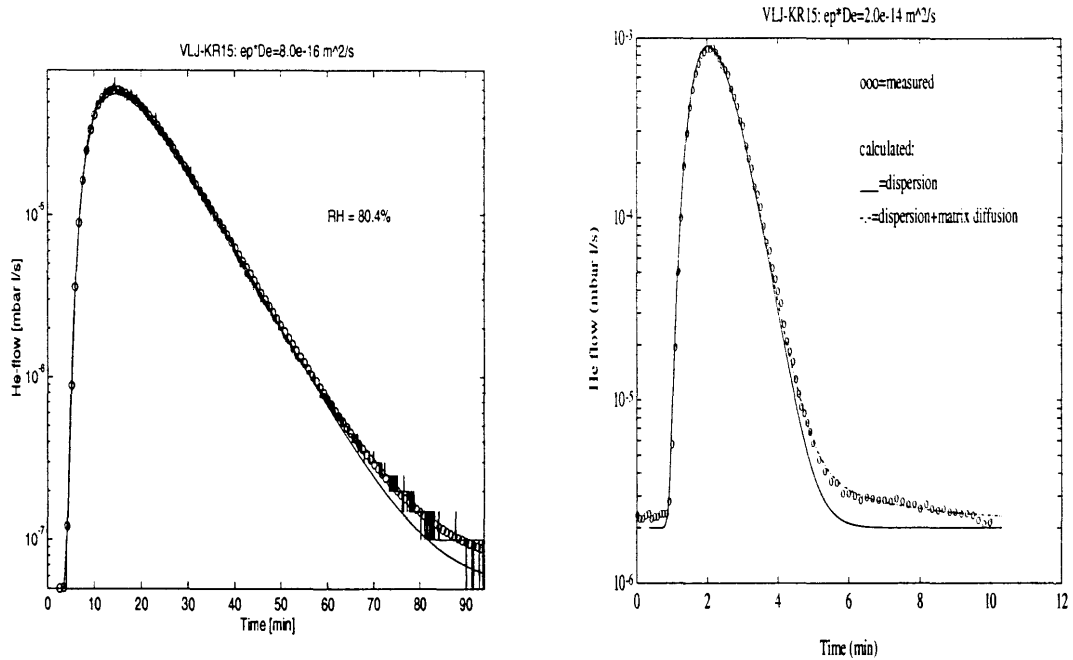 VLJ-KR15: ep*De=8.0e-16 m^2/s
He-flow [mbar l/s]
10^-5
10^-6
10^-7
RH = 80.4%
0 10 20 30 40 50 60 70 80 90
Time [min]
VLJ-KR15: ep*De=2.0e-14 m^2/s
He flow (mbar l/s)
10^-3
10^-4
10^-5
10^-6
ooo=measured
calculated:
__=dispersion
-.-=dispersion+matrix diffusion
0 2 4 6 8 10 12
Time (min)